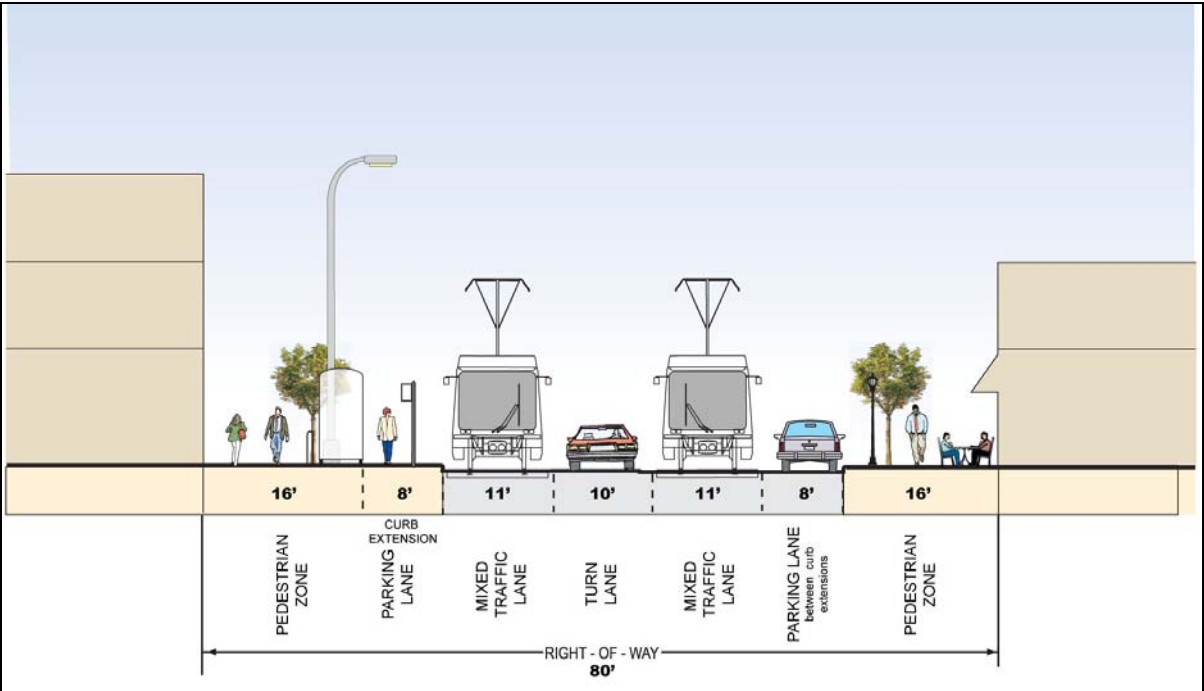 16'
8'
11'
10'
11'
8'
16'
PEDESTRIAN
ZONE
CURB
EXTENSION
PARKING
LANE
MIXED
TRAFFIC
LANE
TURN
LANE
MIXED
TRAFFIC
LANE
PARKING LANE
between curb
extensions
PEDESTRIAN
ZONE
RIGHT - OF - WAY
80'